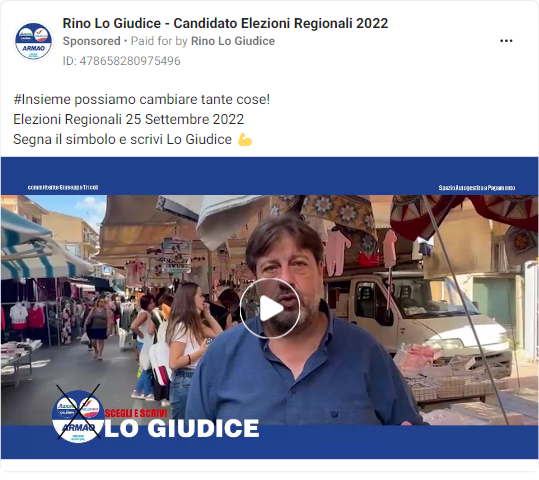 Rino Lo Giudice - Candidato Elezioni Regionali 2022
Sponsored • Paid for by Rino Lo Giudice
ID: 478658280975496
#Insieme possiamo cambiare tante cose!
Elezioni Regionali 25 Settembre 2022
Segna il simbolo e scrivi Lo Giudice 💪
committente Giuseppe Tricoli
Spazio Autogestito a Pagamento
SCEGLI E SCRIVI
LO GIUDICE
ARMAO
ARMAO